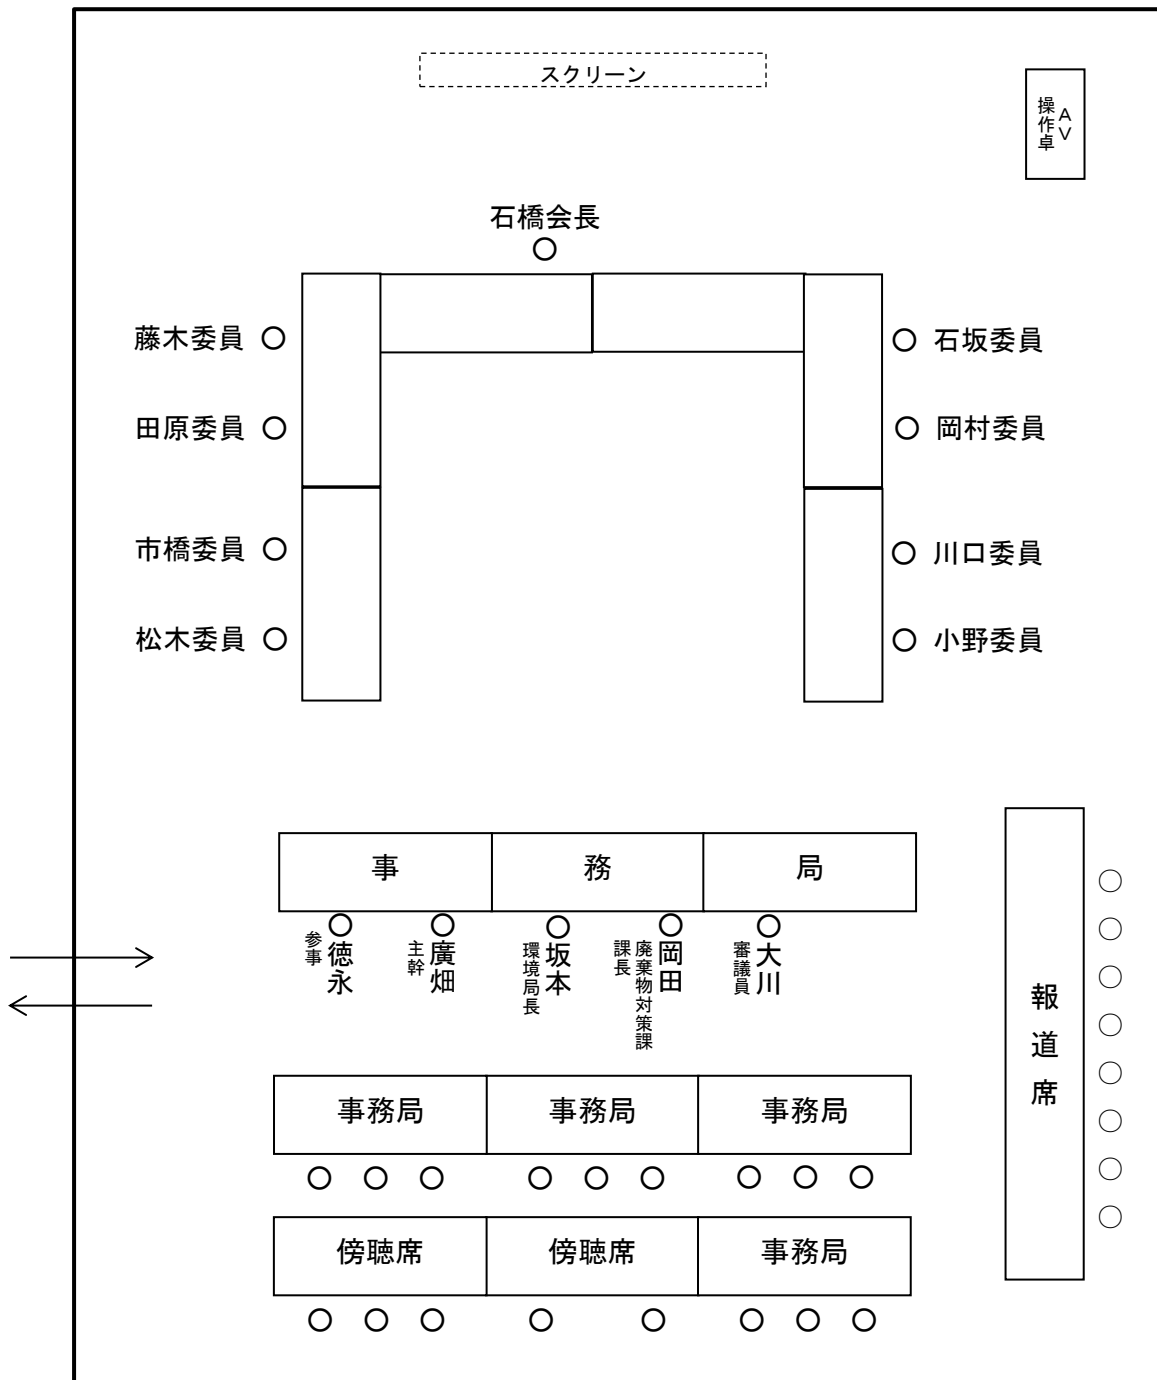 スクリーン
AV
操作卓
石橋会長
藤木委員
石坂委員
田原委員
岡村委員
市橋委員
川口委員
松木委員
小野委員
事務局
参事
徳永
主幹
廣畑
環境局長
坂本
廃棄物対策課
課長
岡田
審議員
大川
報道席
事務局
事務局
事務局
傍聴席
傍聴席
事務局